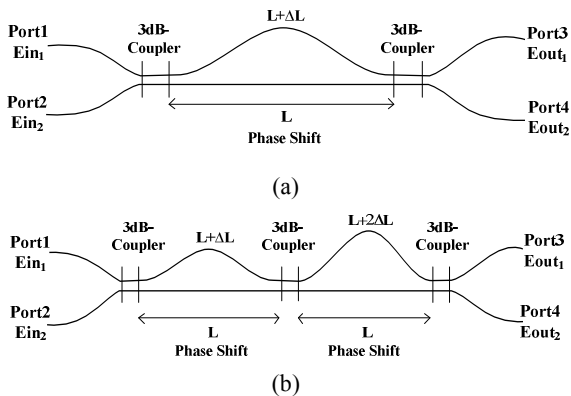 Port1
Ein₁
3dB-
Coupler
L+ΔL
3dB-
Coupler
Port3
Eout₁
Port2
Ein₂
L
Phase Shift
Port4
Eout₂
(a)
Port1
Ein₁
3dB-
Coupler
L+ΔL
3dB-
Coupler
L+2ΔL
3dB-
Coupler
Port3
Eout₁
Port2
Ein₂
L
Phase Shift
L
Phase Shift
Port4
Eout₂
(b)